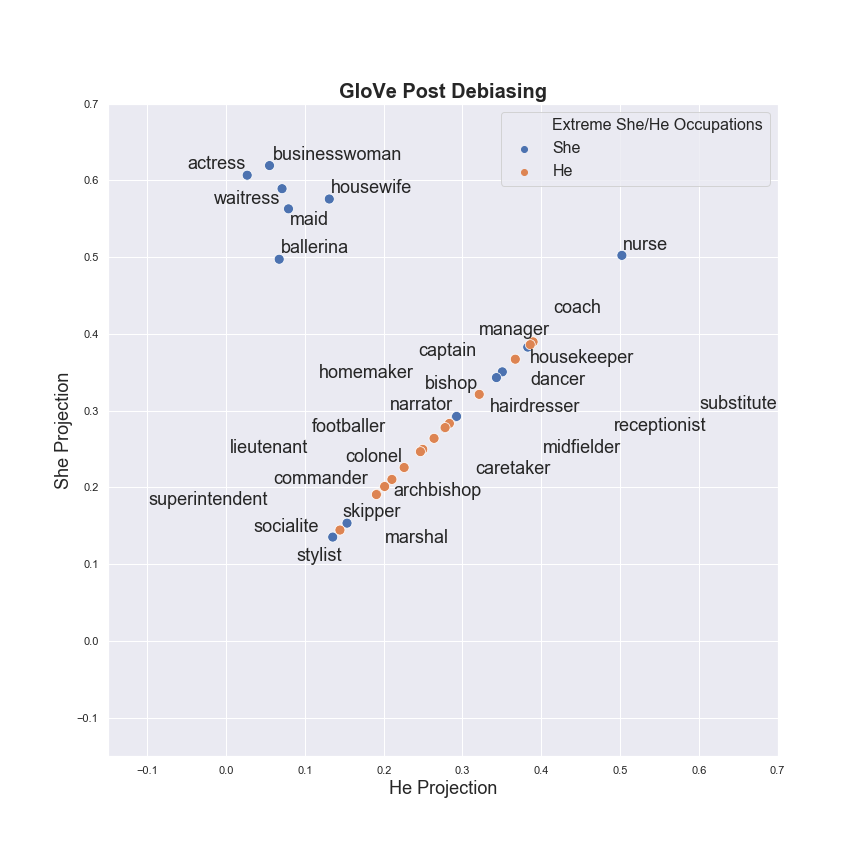 GloVe Post Debiasing
0.7
Extreme She/He Occupations
She
He
businesswoman
actress
0.6
housewife
waitress
maid
ballerina
nurse
0.5
coach
manager
0.4
captain
housekeeper
homemaker
dancer
bishop
narrator
hairdresser
substitute
0.3
footballer
receptionist
lieutenant
midfielder
colonel
caretaker
commander
archbishop
0.2
superintendent
skipper
socialite
marshal
stylist
0.1
0.0
−0.1
She Projection
−0.1 0.0 0.1 0.2 0.3 0.4 0.5 0.6 0.7
He Projection